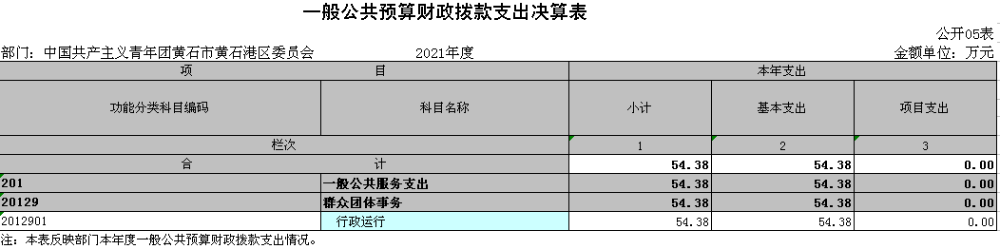 一般公共预算财政拨款支出决算表
公开05表
部门：中国共产主义青年团黄石市黄石港区委员会 2021年度 金额单位：万元
项 目 本年支出
功能分类科目编码 科目名称 小计 基本支出 项目支出
栏次 1 2 3
合 计 54.38 54.38 0.00
201 一般公共服务支出 54.38 54.38 0.00
20129 群众团体事务 54.38 54.38 0.00
2012901 行政运行 54.38 54.38 0.00
注：本表反映部门本年度一般公共预算财政拨款支出情况。